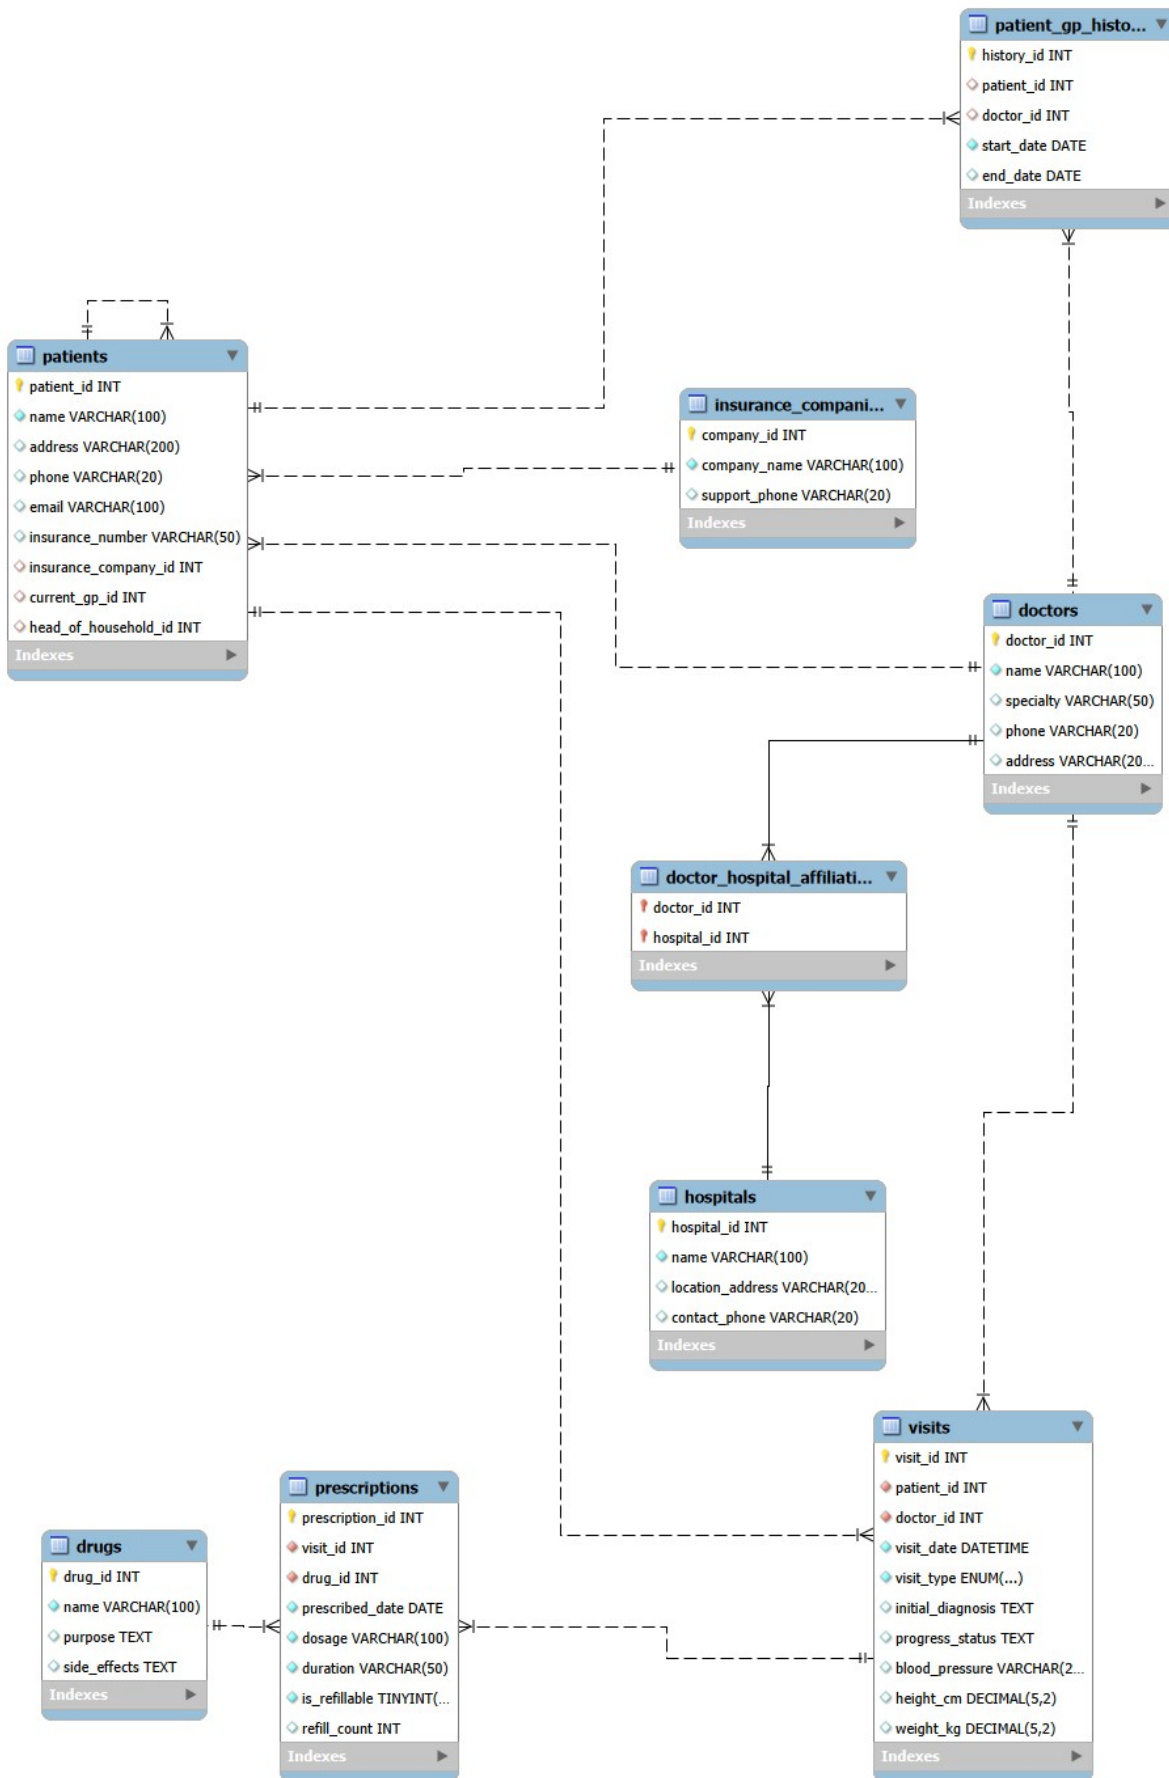 patient_gp_histo...
history_id INT
patient_id INT
doctor_id INT
start_date DATE
end_date DATE
Indexes
patients
patient_id INT
name VARCHAR(100)
address VARCHAR(200)
phone VARCHAR(20)
email VARCHAR(100)
insurance_number VARCHAR(50)
insurance_company_id INT
current_gp_id INT
head_of_household_id INT
Indexes
insurance_compani...
company_id INT
company_name VARCHAR(100)
support_phone VARCHAR(20)
Indexes
doctors
doctor_id INT
name VARCHAR(100)
specialty VARCHAR(50)
phone VARCHAR(20)
address VARCHAR(20...
Indexes
doctor_hospital_affiliati...
doctor_id INT
hospital_id INT
Indexes
hospitals
hospital_id INT
name VARCHAR(100)
location_address VARCHAR(20...
contact_phone VARCHAR(20)
Indexes
visits
visit_id INT
patient_id INT
doctor_id INT
visit_date DATETIME
visit_type ENUM(...)
initial_diagnosis TEXT
progress_status TEXT
blood_pressure VARCHAR(2...
height_cm DECIMAL(5,2)
weight_kg DECIMAL(5,2)
Indexes
prescriptions
prescription_id INT
visit_id INT
drug_id INT
prescribed_date DATE
dosage VARCHAR(100)
duration VARCHAR(50)
is_refillable TINYINT(...
refill_count INT
Indexes
drugs
drug_id INT
name VARCHAR(100)
purpose TEXT
side_effects TEXT
Indexes